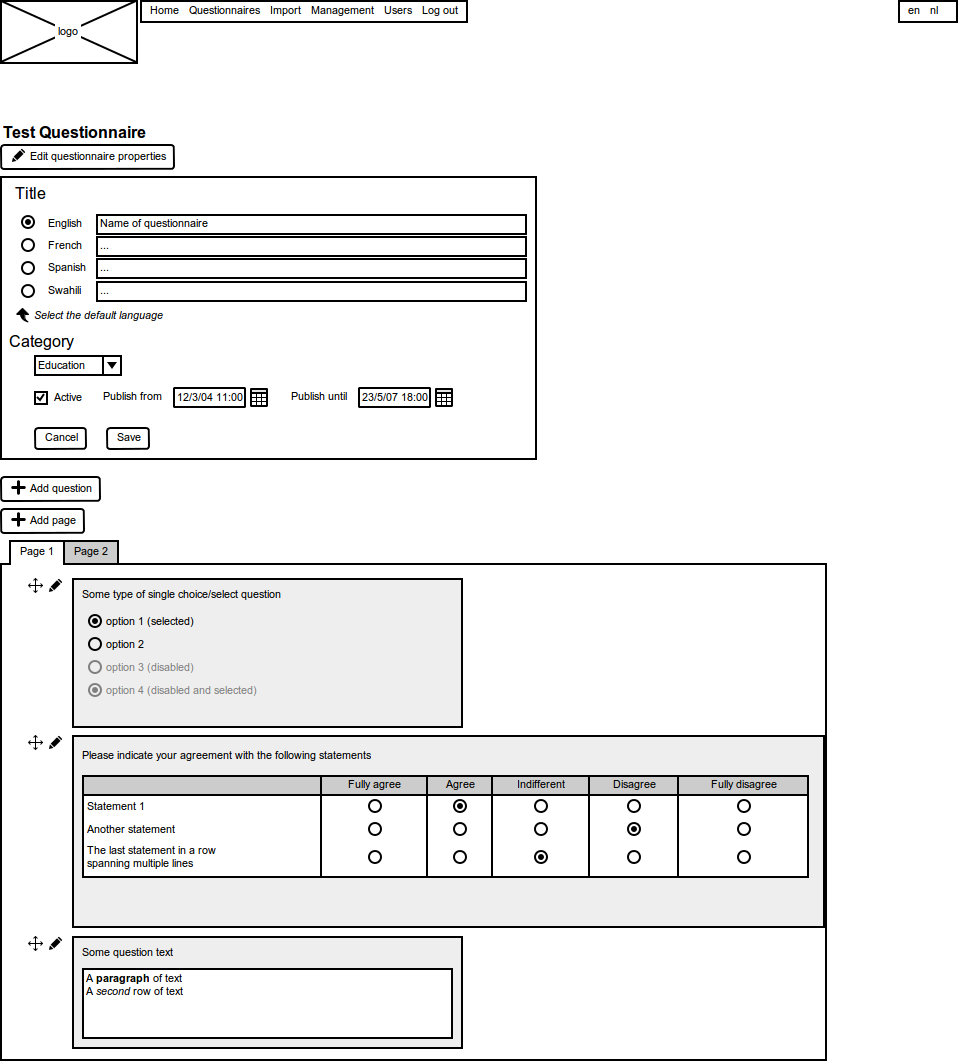 logo
Home Questionnaires Import Management Users Log out
en nl
Test Questionnaire
Edit questionnaire properties
Title
English Name of questionnaire
French ...
Spanish ...
Swahili ...
Select the default language
Category
Education
Active Publish from 12/3/04 11:00 Publish until 23/5/07 18:00
Cancel Save
Add question
Add page
Page 1 Page 2
Some type of single choice/select question
option 1 (selected)
option 2
option 3 (disabled)
option 4 (disabled and selected)
Please indicate your agreement with the following statements
Fully agree Agree Indifferent Disagree Fully disagree
Statement 1
Another statement
The last statement in a row
spanning multiple lines
Some question text
A paragraph of text
A second row of text